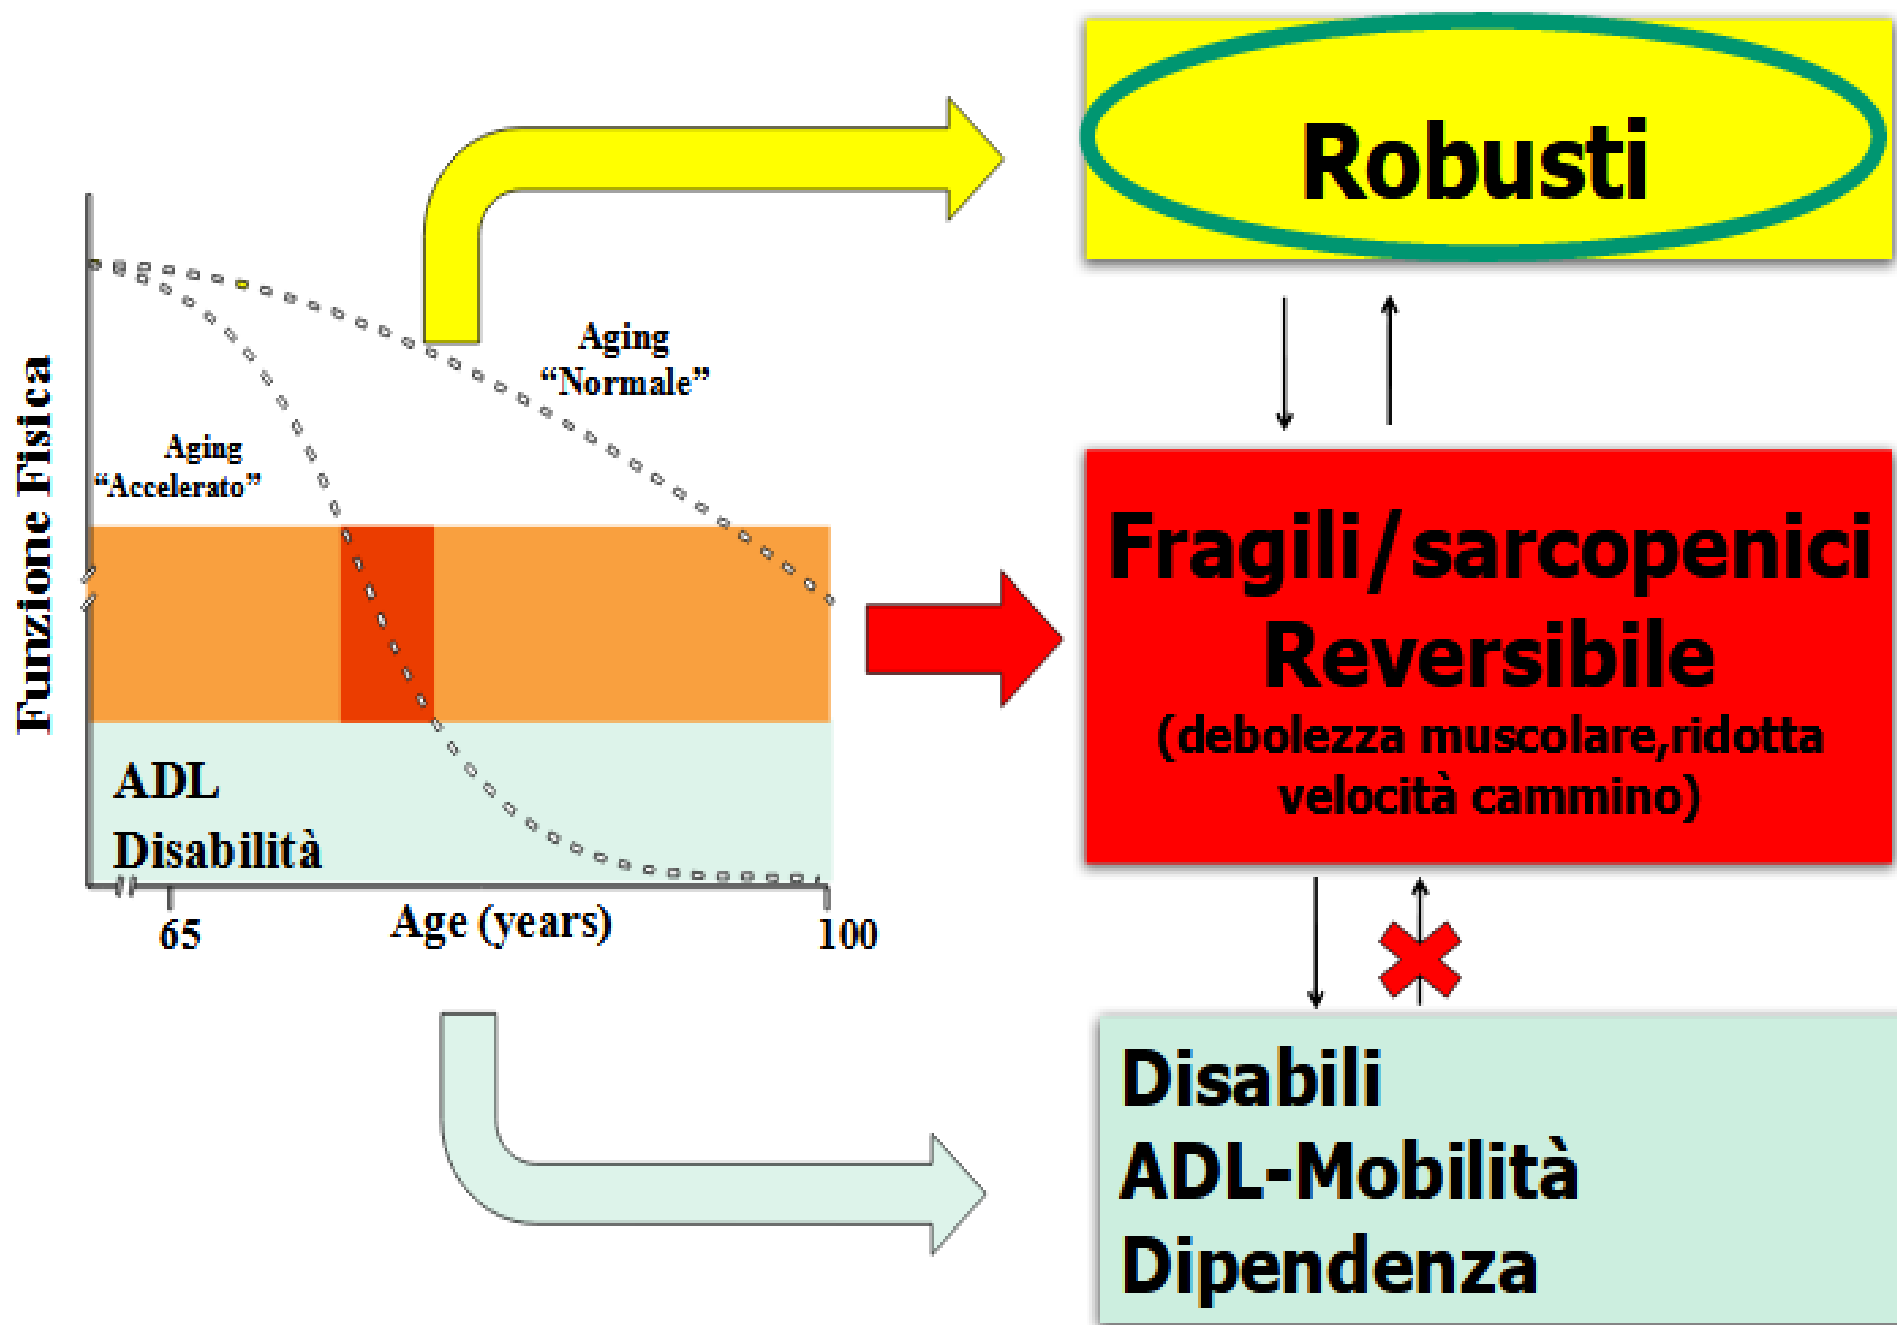 Robusti
Aging
“Normale”
Aging
“Accelerato”
Funzione Fisica
ADL
Disabilità
65
Age (years)
100
Fragili/sarcopenici
Reversibile
(debolezza muscolare,ridotta
velocità cammino)
Disabili
ADL-Mobilità
Dipendenza